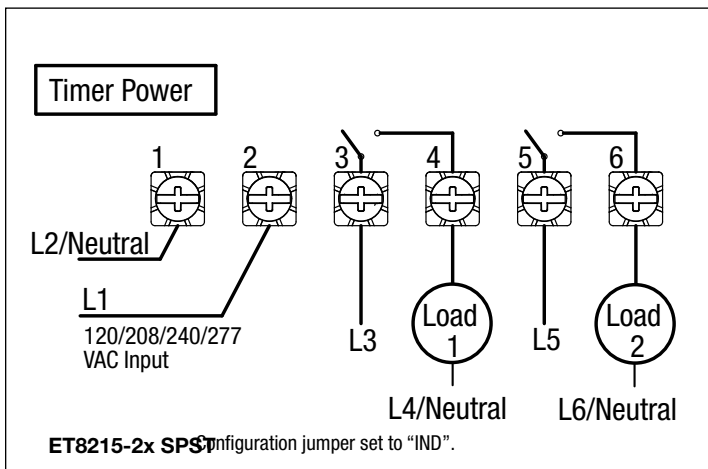 Timer Power
1 2 3 4 5 6
L2/Neutral
L1
120/208/240/277
VAC Input
L3
Load
1
L5
Load
2
L4/Neutral
L6/Neutral
ET8215-2x SPST Configuration jumper set to “IND”.